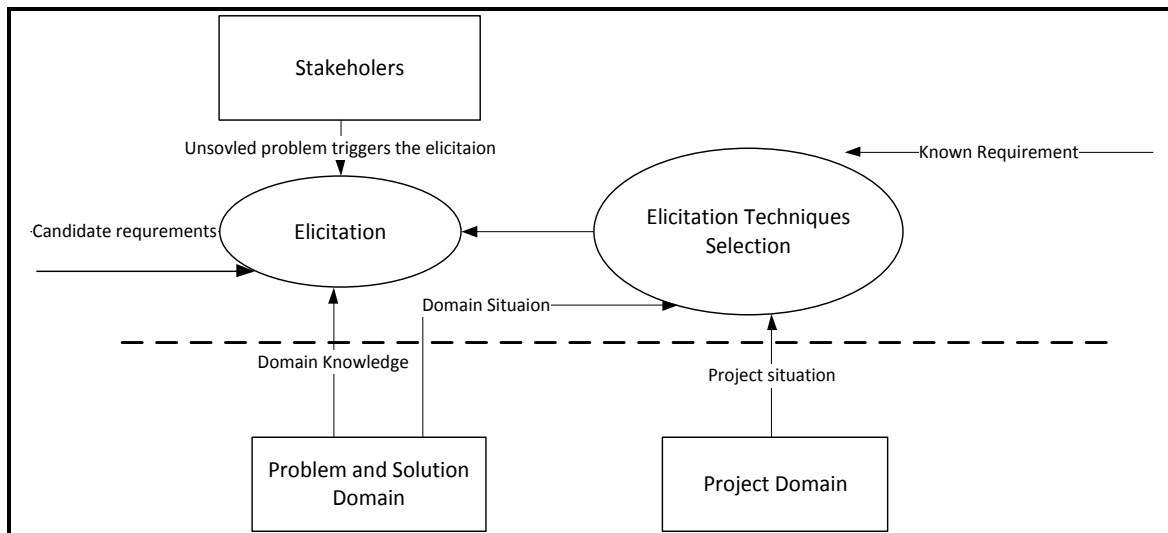 Stakeholers
Unsovled problem triggers the elicitaion
Known Requirement
Elicitation Techniques
Selection
Candidate requrements
Elicitation
Domain Situaion
Domain Knowledge
Project situation
Problem and Solution
Domain
Project Domain